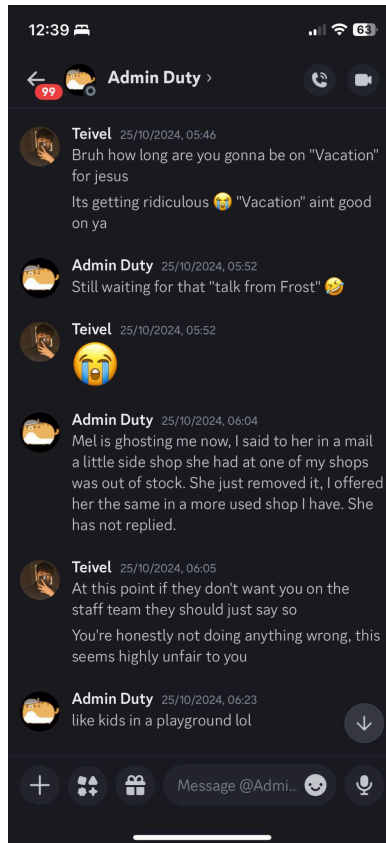 12:39
63
Admin Duty
99
Teivel 25/10/2024, 05:46
Bruh how long are you gonna be on "Vacation"
for jesus
Its getting ridiculous 😭 "Vacation" aint good
on ya
Admin Duty 25/10/2024, 05:52
Still waiting for that "talk from Frost" 🤣
Teivel 25/10/2024, 05:52
😭
Admin Duty 25/10/2024, 06:04
Mel is ghosting me now, I said to her in a mail
a little side shop she had at one of my shops
was out of stock. She just removed it, I offered
her the same in a more used shop I have. She
has not replied.
Teivel 25/10/2024, 06:05
At this point if they don't want you on the
staff team they should just say so
You're honestly not doing anything wrong, this
seems highly unfair to you
Admin Duty 25/10/2024, 06:23
like kids in a playground lol
Message @Admi...